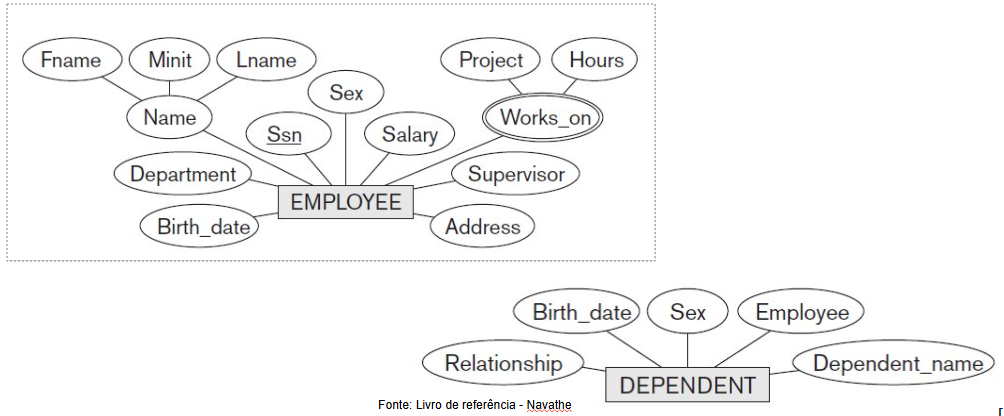 Fname Minit Lname Project Hours
Sex
Name Ssn Salary Works_on
Department Supervisor
EMPLOYEE
Birth_date Address
Birth_date Sex Employee
Relationship Dependent_name
DEPENDENT
Fonte: Livro de referência - Navathe